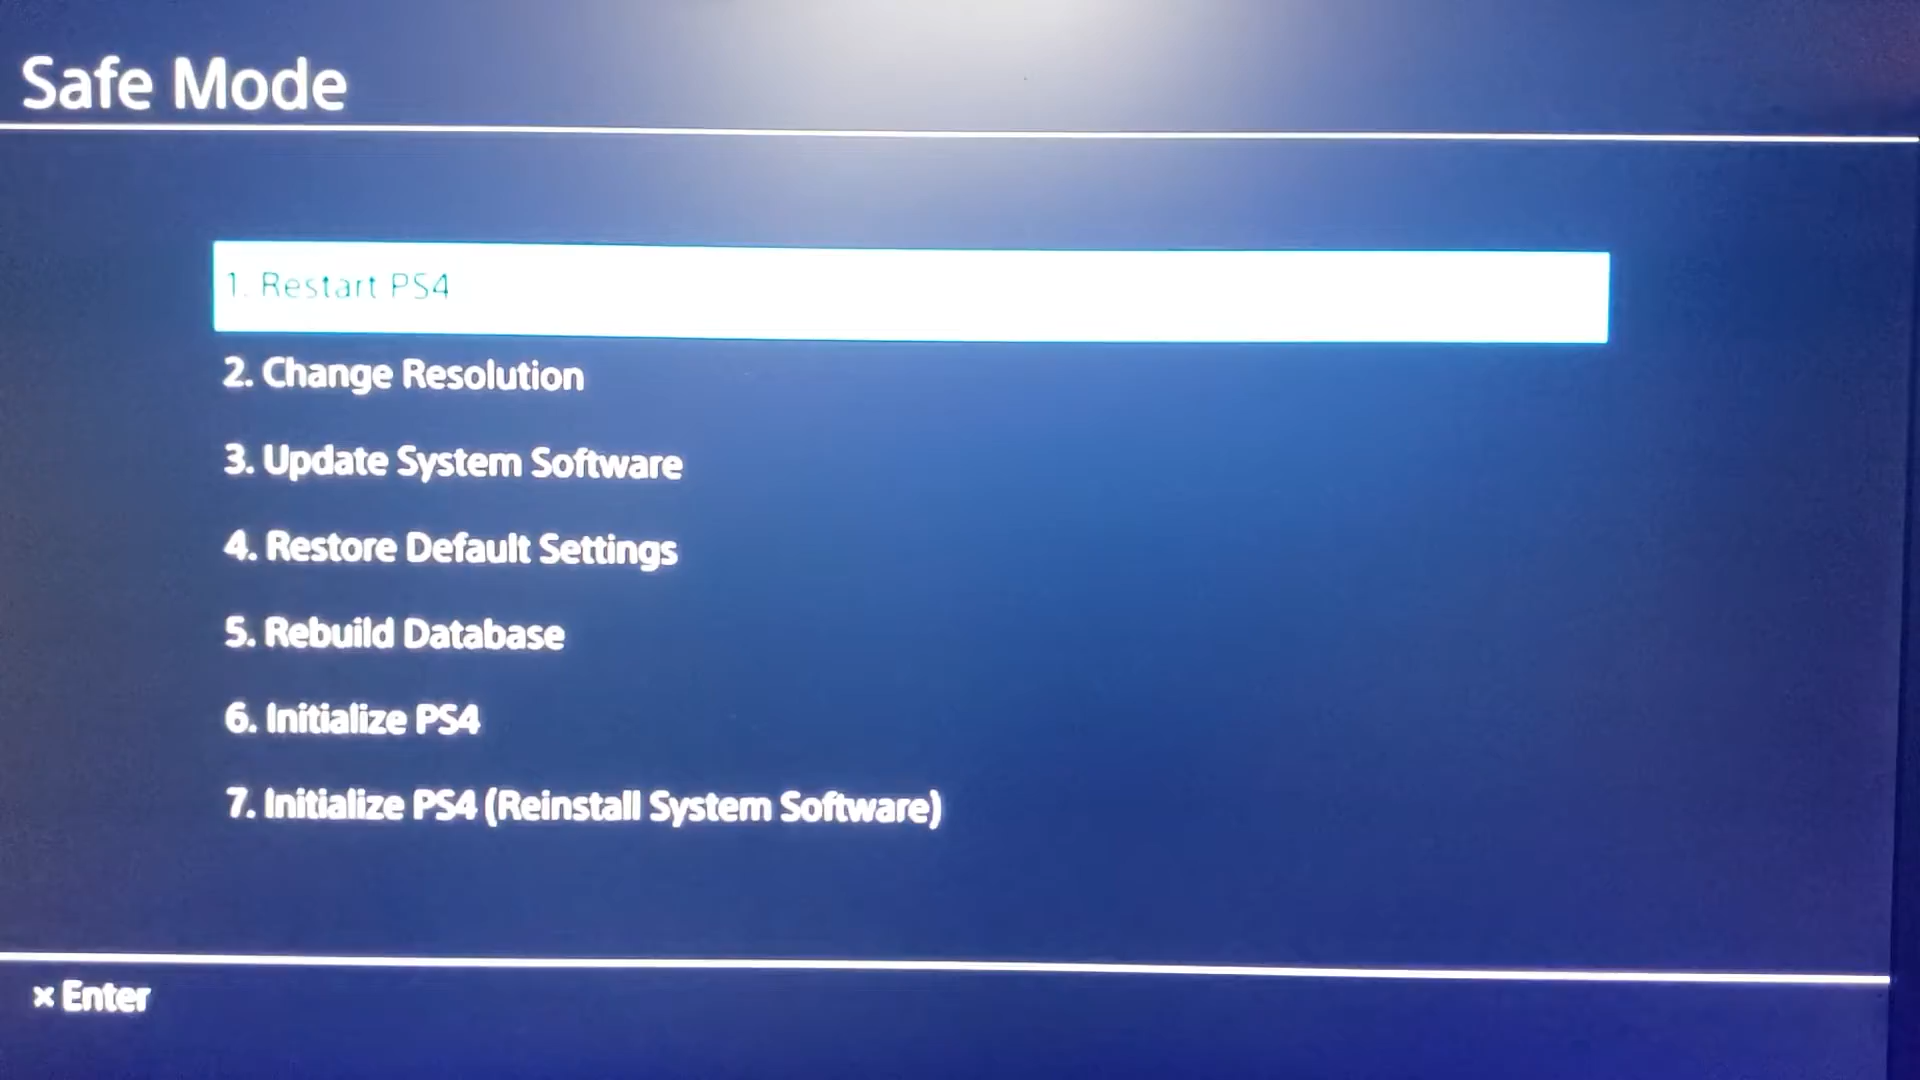 Safe Mode
1. Restart PS4
2. Change Resolution
3. Update System Software
4. Restore Default Settings
5. Rebuild Database
6. Initialize PS4
7. Initialize PS4 (Reinstall System Software)
× Enter